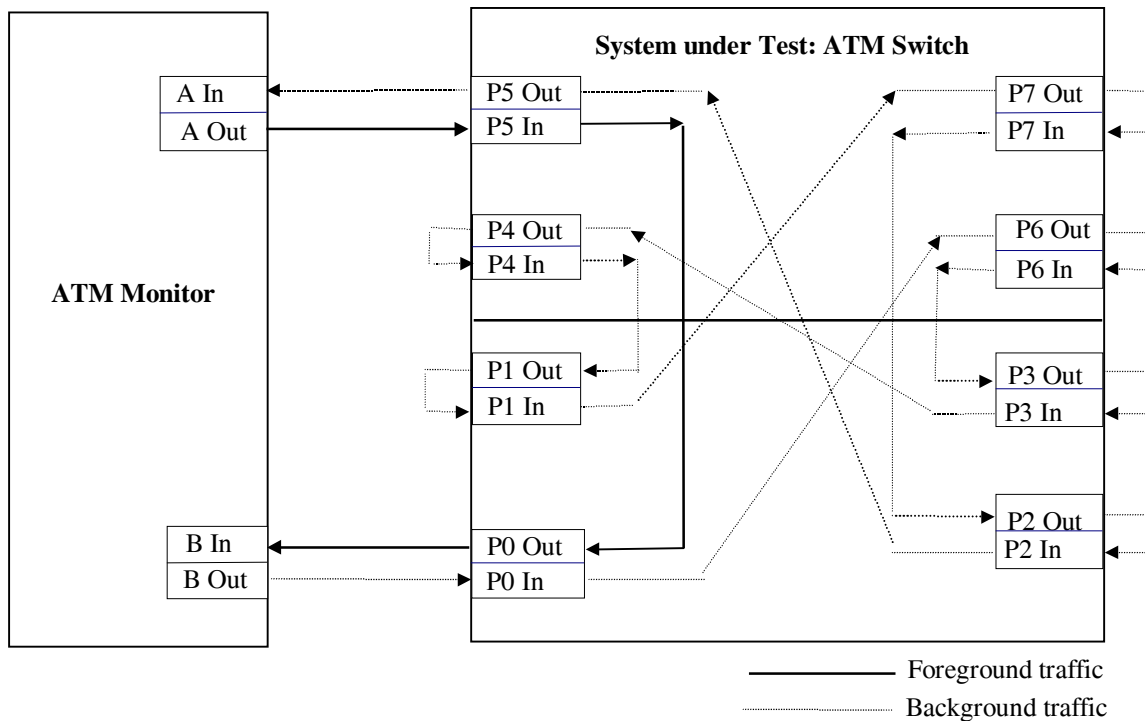 System under Test: ATM Switch
ATM Monitor
A In
A Out
B In
B Out
P5 Out
P5 In
P4 Out
P4 In
P1 Out
P1 In
P0 Out
P0 In
P7 Out
P7 In
P6 Out
P6 In
P3 Out
P3 In
P2 Out
P2 In
Foreground traffic
Background traffic